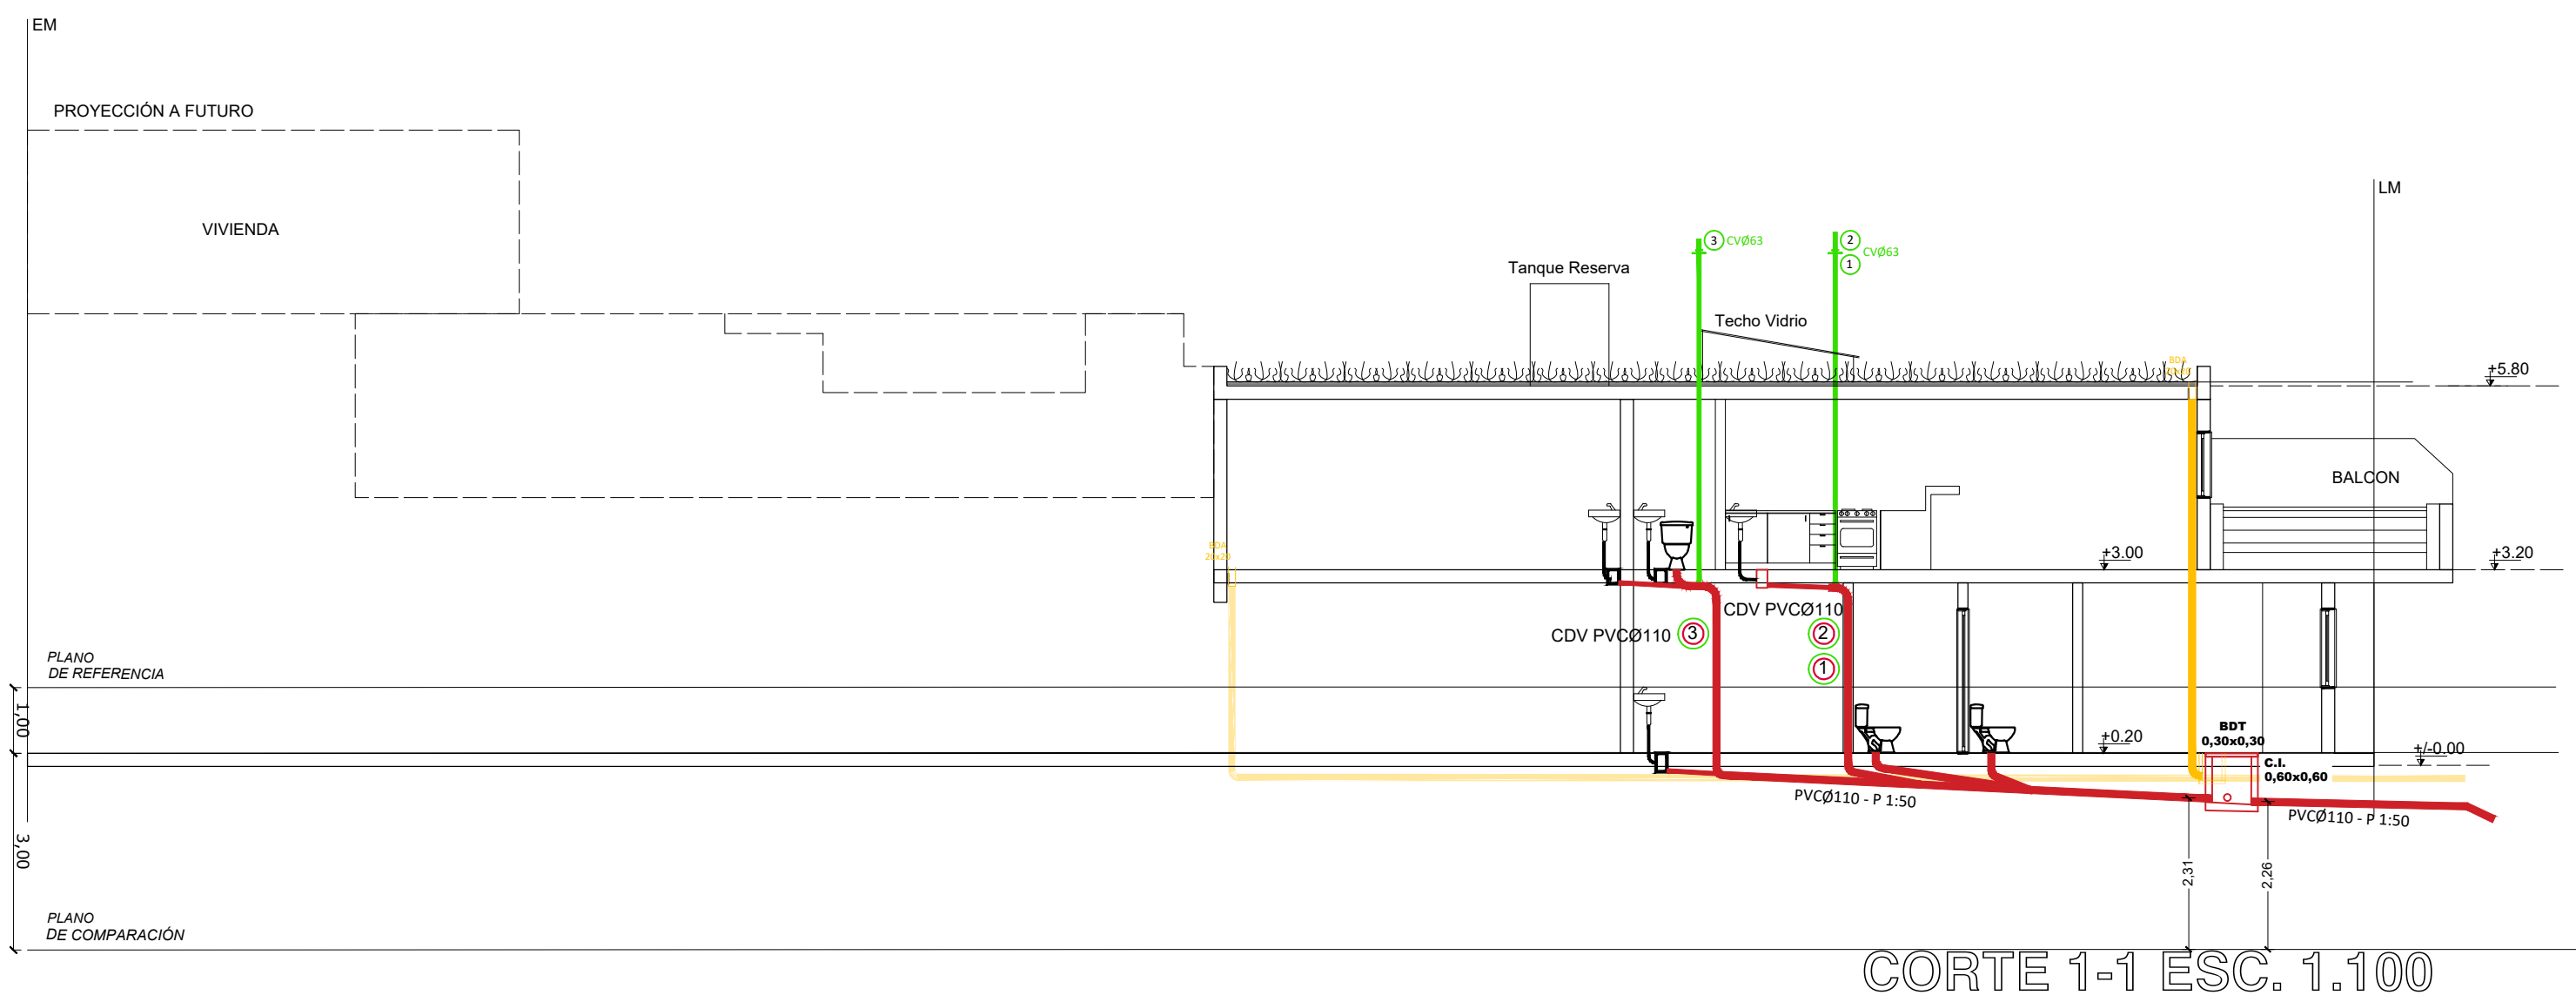 EM
PROYECCIÓN A FUTURO
LM
VIVIENDA
3 CVØ63
2
CVØ63
1
Tanque Reserva
Techo Vidrio
BDA
+5.80
BALCON
BDA
20x20
+3.00
+3.20
CDV PVCØ110
CDV PVCØ110 3
2
1
PLANO
DE REFERENCIA
1,00
BDT
0,30x0,30
+0.20
+/-0.00
C.I.
0,60x0,60
PVCØ110 - P 1:50
PVCØ110 - P 1:50
3,00
2,31
2,26
PLANO
DE COMPARACIÓN
CORTE 1-1 ESC. 1.100